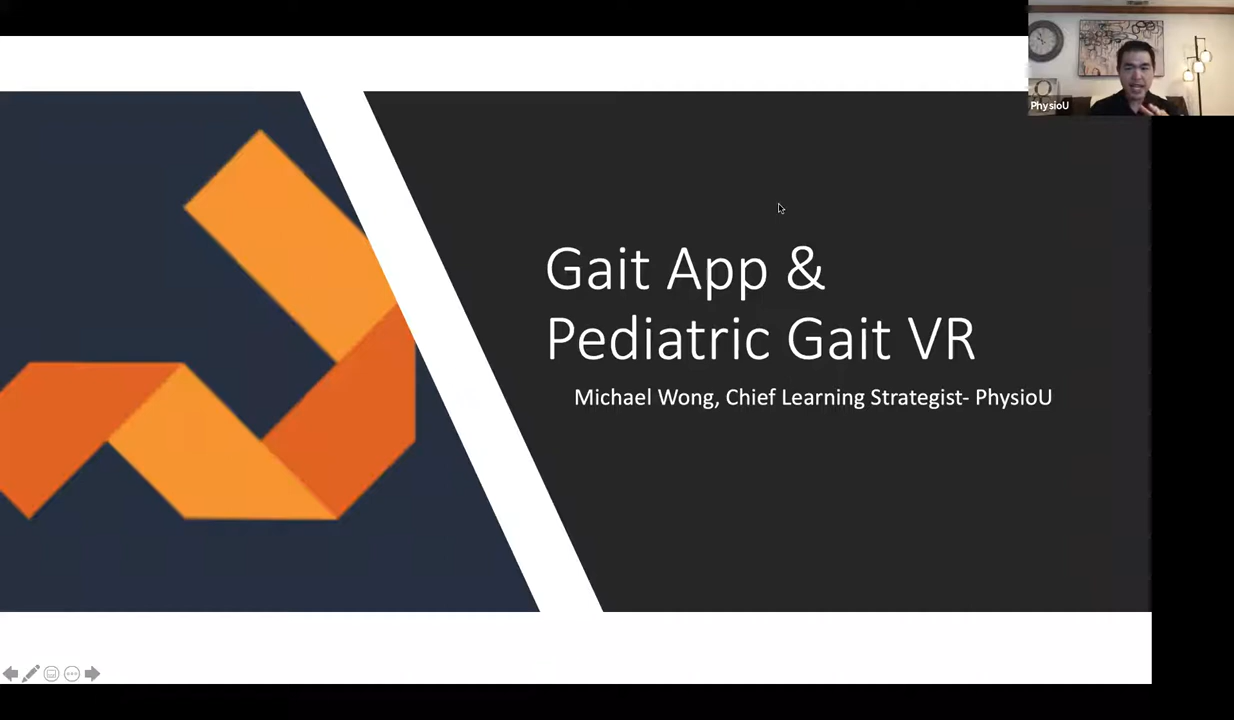 PhysioU
Gait App &
Pediatric Gait VR
Michael Wong, Chief Learning Strategist- PhysioU